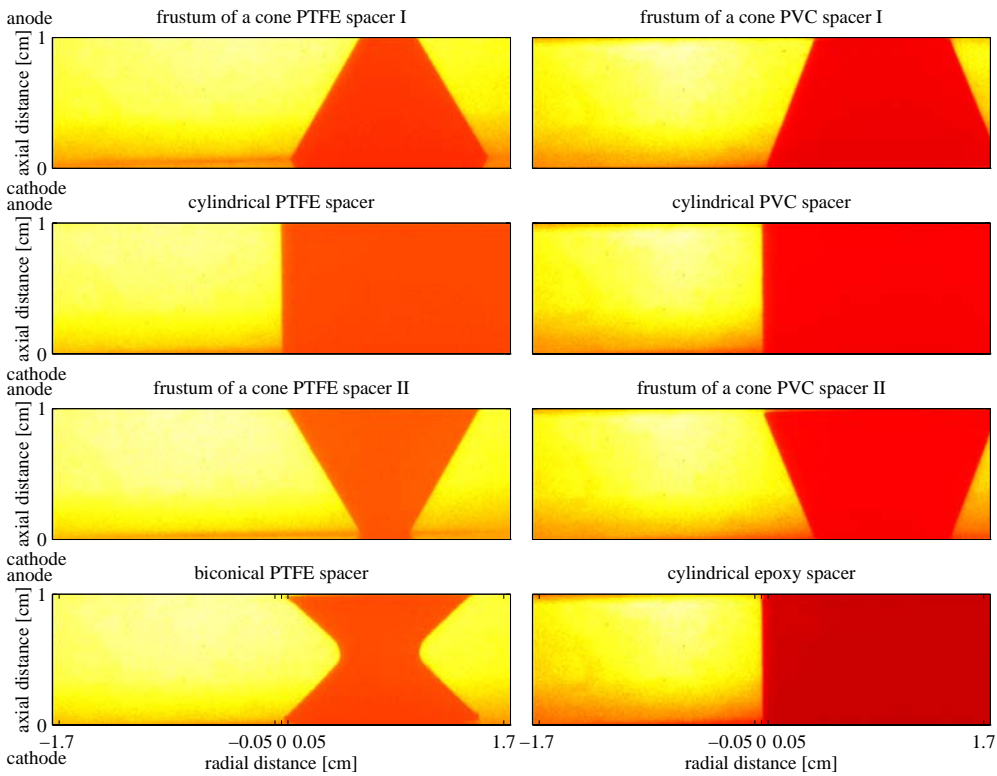 anode
frustum of a cone PTFE spacer I
frustum of a cone PVC spacer I
1
axial distance [cm]
0
cathode
anode
cylindrical PTFE spacer
cylindrical PVC spacer
1
axial distance [cm]
0
cathode
anode
frustum of a cone PTFE spacer II
frustum of a cone PVC spacer II
1
axial distance [cm]
0
cathode
anode
biconical PTFE spacer
cylindrical epoxy spacer
1
axial distance [cm]
0
−1.7 −0.05 0 0.05 1.7
−1.7 −0.05 0 0.05 1.7
cathode
radial distance [cm]
radial distance [cm]